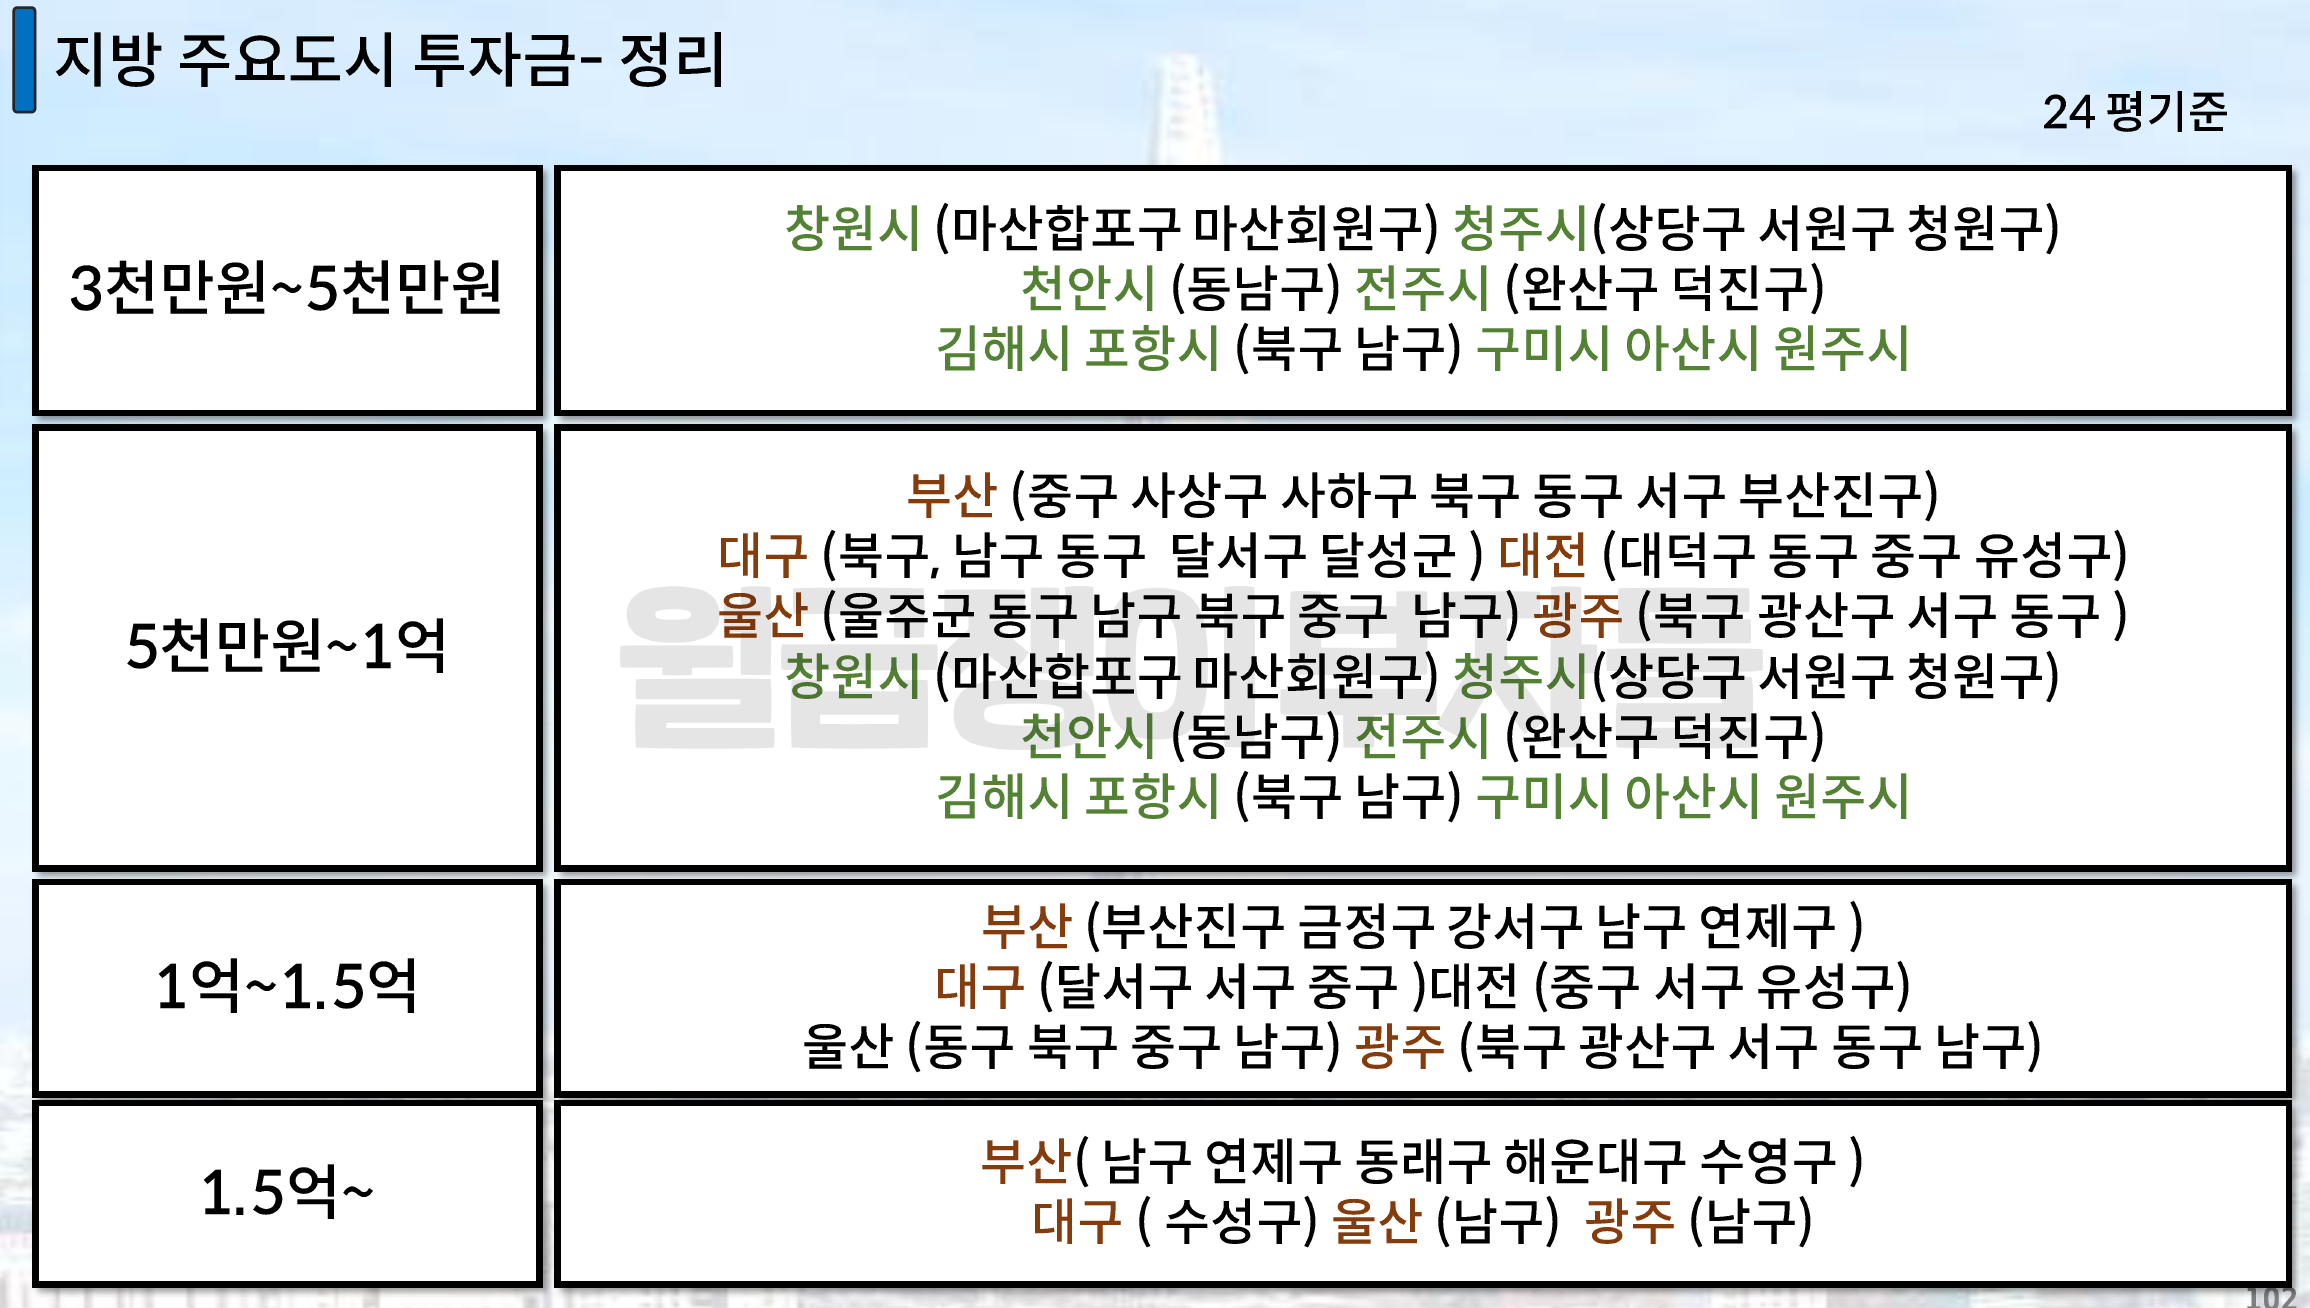 지방 주요도시 투자금- 정리
24 평기준
3천만원~5천만원
창원시 (마산합포구 마산회원구) 청주시(상당구 서원구 청원구)
천안시 (동남구) 전주시 (완산구 덕진구)
김해시 포항시 (북구 남구) 구미시 아산시 원주시
5천만원~1억
부산 (중구 사상구 사하구 북구 동구 서구 부산진구)
대구 (북구, 남구 동구 달서구 달성군 ) 대전 (대덕구 동구 중구 유성구)
울산 (울주군 동구 남구 북구 중구 남구) 광주 (북구 광산구 서구 동구 )
창원시 (마산합포구 마산회원구) 청주시(상당구 서원구 청원구)
천안시 (동남구) 전주시 (완산구 덕진구)
김해시 포항시 (북구 남구) 구미시 아산시 원주시
월급쟁이부자들
1억~1.5억
부산 (부산진구 금정구 강서구 남구 연제구 )
대구 (달서구 서구 중구 )대전 (중구 서구 유성구)
울산 (동구 북구 중구 남구) 광주 (북구 광산구 서구 동구 남구)
1.5억~
부산( 남구 연제구 동래구 해운대구 수영구 )
대구 ( 수성구) 울산 (남구) 광주 (남구)
102